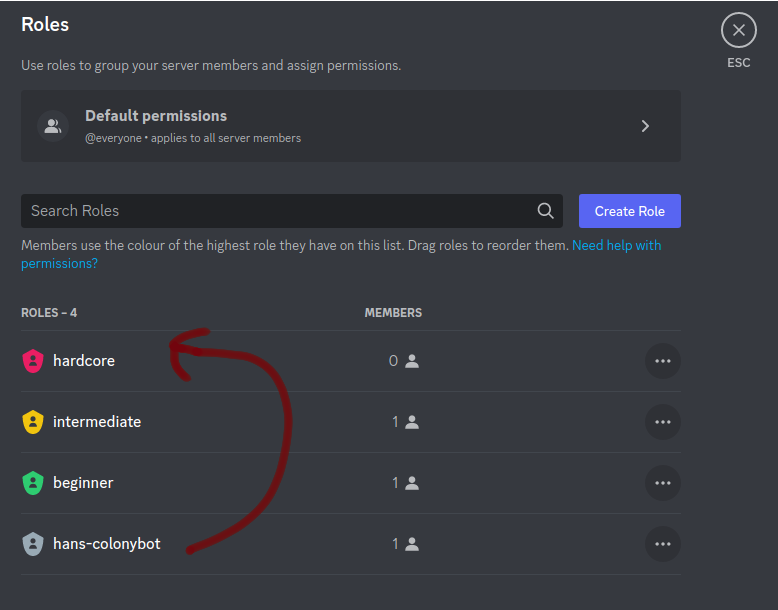 Roles
ESC
Use roles to group your server members and assign permissions.
Default permissions
@everyone • applies to all server members
Search Roles
Create Role
Members use the colour of the highest role they have on this list. Drag roles to reorder them. Need help with
permissions?
ROLES – 4 MEMBERS
hardcore 0
intermediate 1
beginner 1
hans-colonybot 1